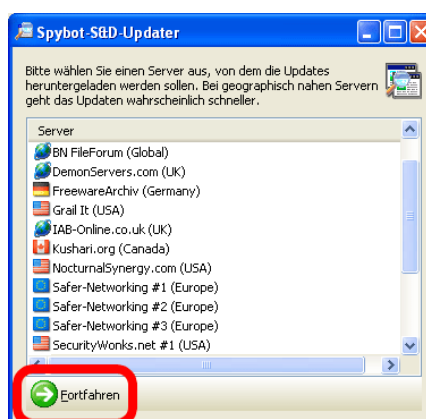 Spybot-S&D-Updater
Bitte wählen Sie einen Server aus, von dem die Updates
heruntergeladen werden sollen. Bei geographisch nahen Servern
geht das Updaten wahrscheinlich schneller.
Server
BN FileForum (Global)
DemonServers.com (UK)
FreewareArchiv (Germany)
Grail It (USA)
IAB-Online.co.uk (UK)
Kushari.org (Canada)
NocturnalSynergy.com (USA)
Safer-Networking #1 (Europe)
Safer-Networking #2 (Europe)
Safer-Networking #3 (Europe)
SecurityWonks.net #1 (USA)
Fortfahren